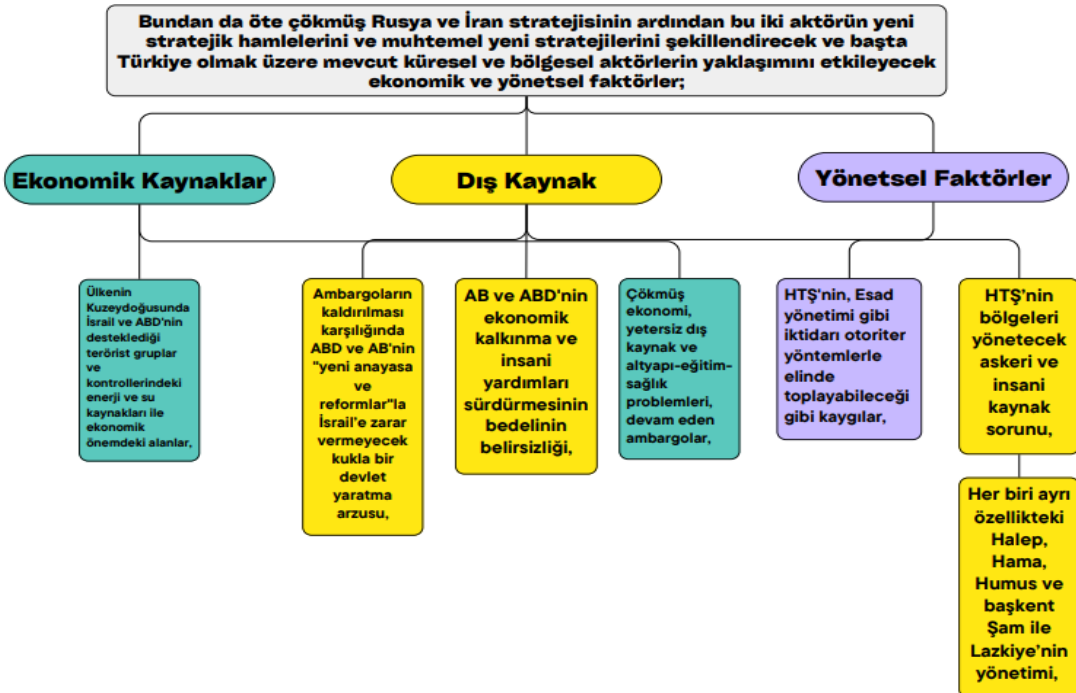 Bundan da öte çökmüş Rusya ve İran stratejisinin ardından bu iki aktörün yeni
stratejik hamlelerini ve muhtemel yeni stratejilerini şekillendirecek ve başta
Türkiye olmak üzere mevcut küresel ve bölgesel aktörlerin yaklaşımını etkileyecek
ekonomik ve yönetsel faktörler;
Ekonomik Kaynaklar
Dış Kaynak
Yönetsel Faktörler
Ülkenin
Kuzeydoğusunda
İsrail ve ABD'nin
desteklediği
terörist gruplar
ve
kontrollerindeki
enerji ve su
kaynakları ile
ekonomik
önemdeki alanlar,
Ambargoların
kaldırılması
karşılığında
ABD ve AB'nin
"yeni anayasa
ve
reformlar"la
İsrail'e zarar
vermeyecek
kukla bir
devlet
yaratma
arzusu,
AB ve ABD'nin
ekonomik
kalkınma ve
insani
yardımları
sürdürmesinin
bedelinin
belirsizliği,
Çökmüş
ekonomi,
yetersiz dış
kaynak ve
altyapı-eğitim-
sağlık
problemleri,
devam eden
ambargolar,
HTŞ'nin, Esad
yönetimi gibi
iktidarı otoriter
yöntemlerle
elinde
toplayabileceği
gibi kaygılar,
HTŞ'nin
bölgeleri
yönetecek
askeri ve
insani
kaynak
sorunu,
Her biri ayrı
özellikteki
Halep,
Hama,
Humus ve
başkent
Şam ile
Lazkiye'nin
yönetimi,